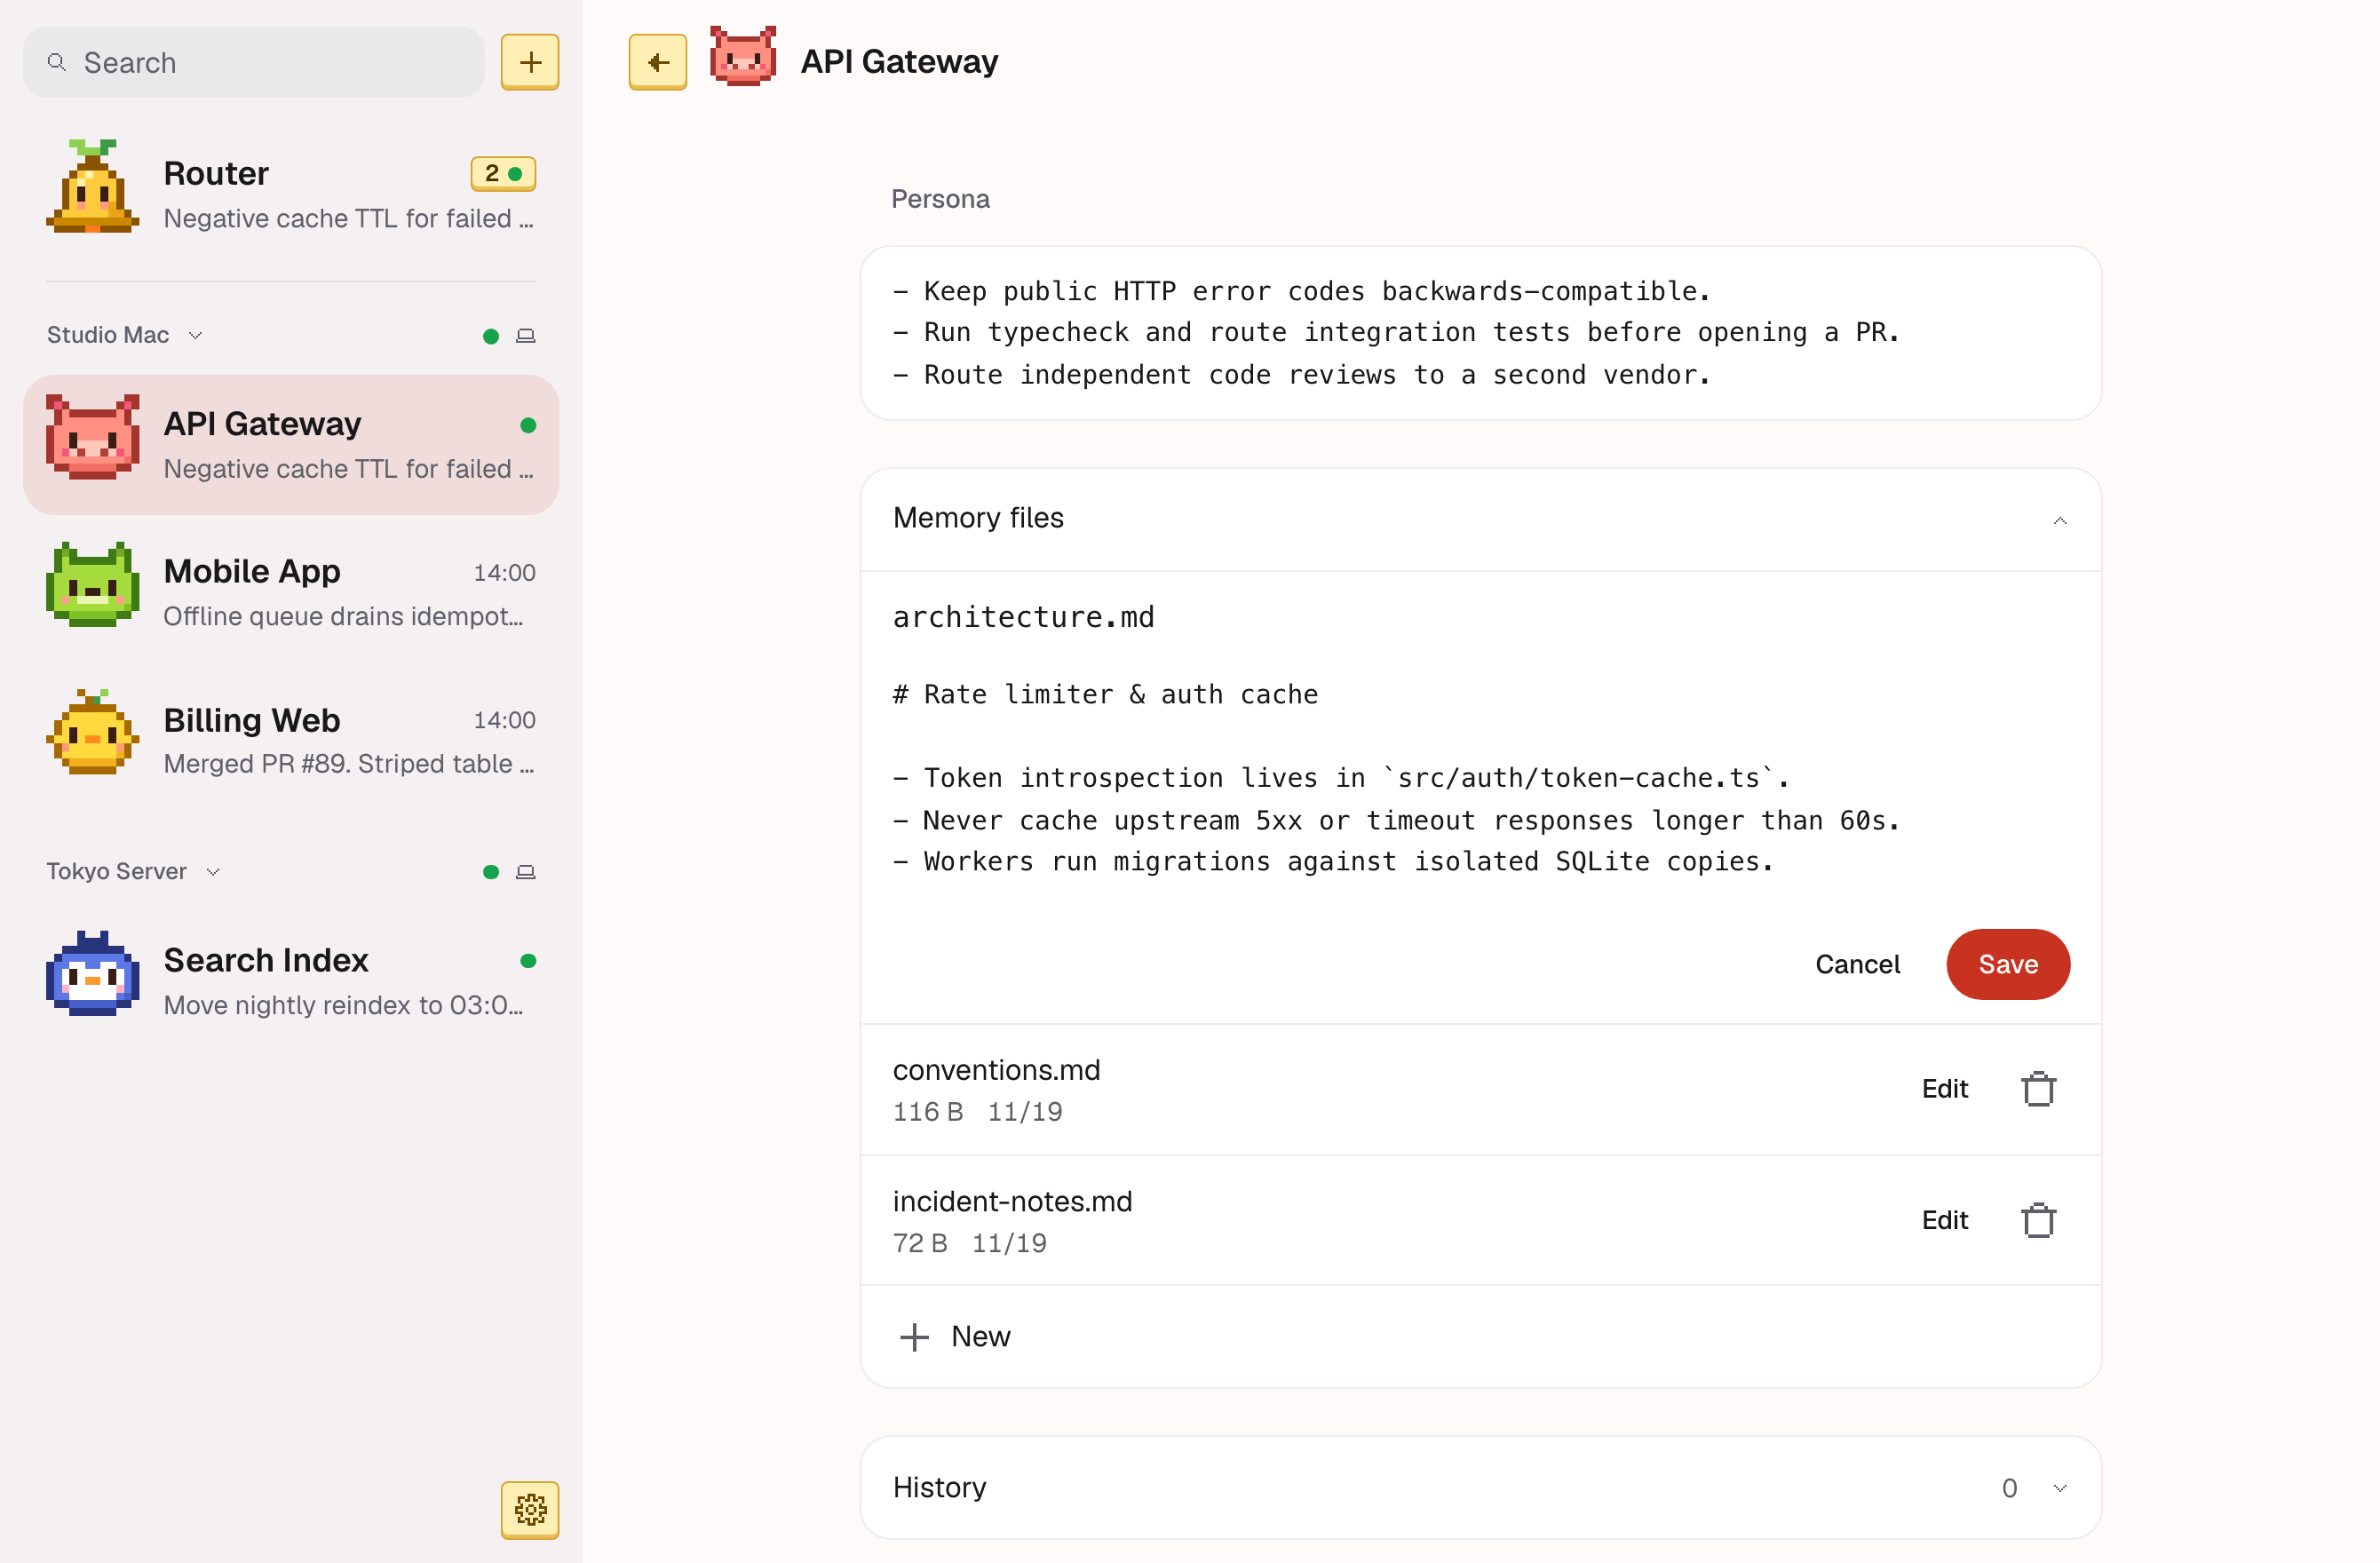 Search
Router
2
Negative cache TTL for failed ...
Studio Mac
API Gateway
Negative cache TTL for failed ...
Mobile App
14:00
Offline queue drains idempot...
Billing Web
14:00
Merged PR #89. Striped table ...
Tokyo Server
Search Index
Move nightly reindex to 03:0...
API Gateway
Persona
- Keep public HTTP error codes backwards-compatible.
- Run typecheck and route integration tests before opening a PR.
- Route independent code reviews to a second vendor.
Memory files
architecture.md
# Rate limiter & auth cache
- Token introspection lives in `src/auth/token-cache.ts`.
- Never cache upstream 5xx or timeout responses longer than 60s.
- Workers run migrations against isolated SQLite copies.
Cancel
Save
conventions.md
Edit
116 B 11/19
incident-notes.md
Edit
72 B 11/19
New
History
0